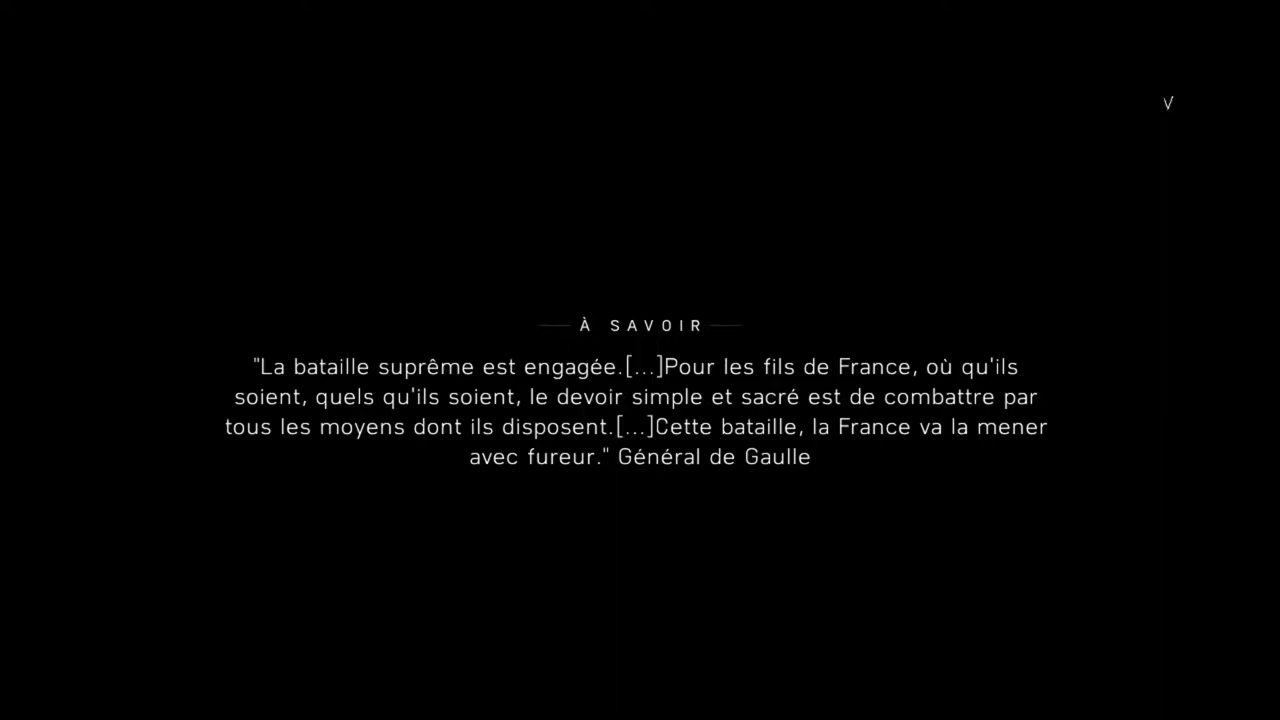 V
À SAVOIR
"La bataille suprême est engagée.[...]Pour les fils de France, où qu'ils
soient, quels qu'ils soient, le devoir simple et sacré est de combattre par
tous les moyens dont ils disposent.[...]Cette bataille, la France va la mener
avec fureur." Général de Gaulle